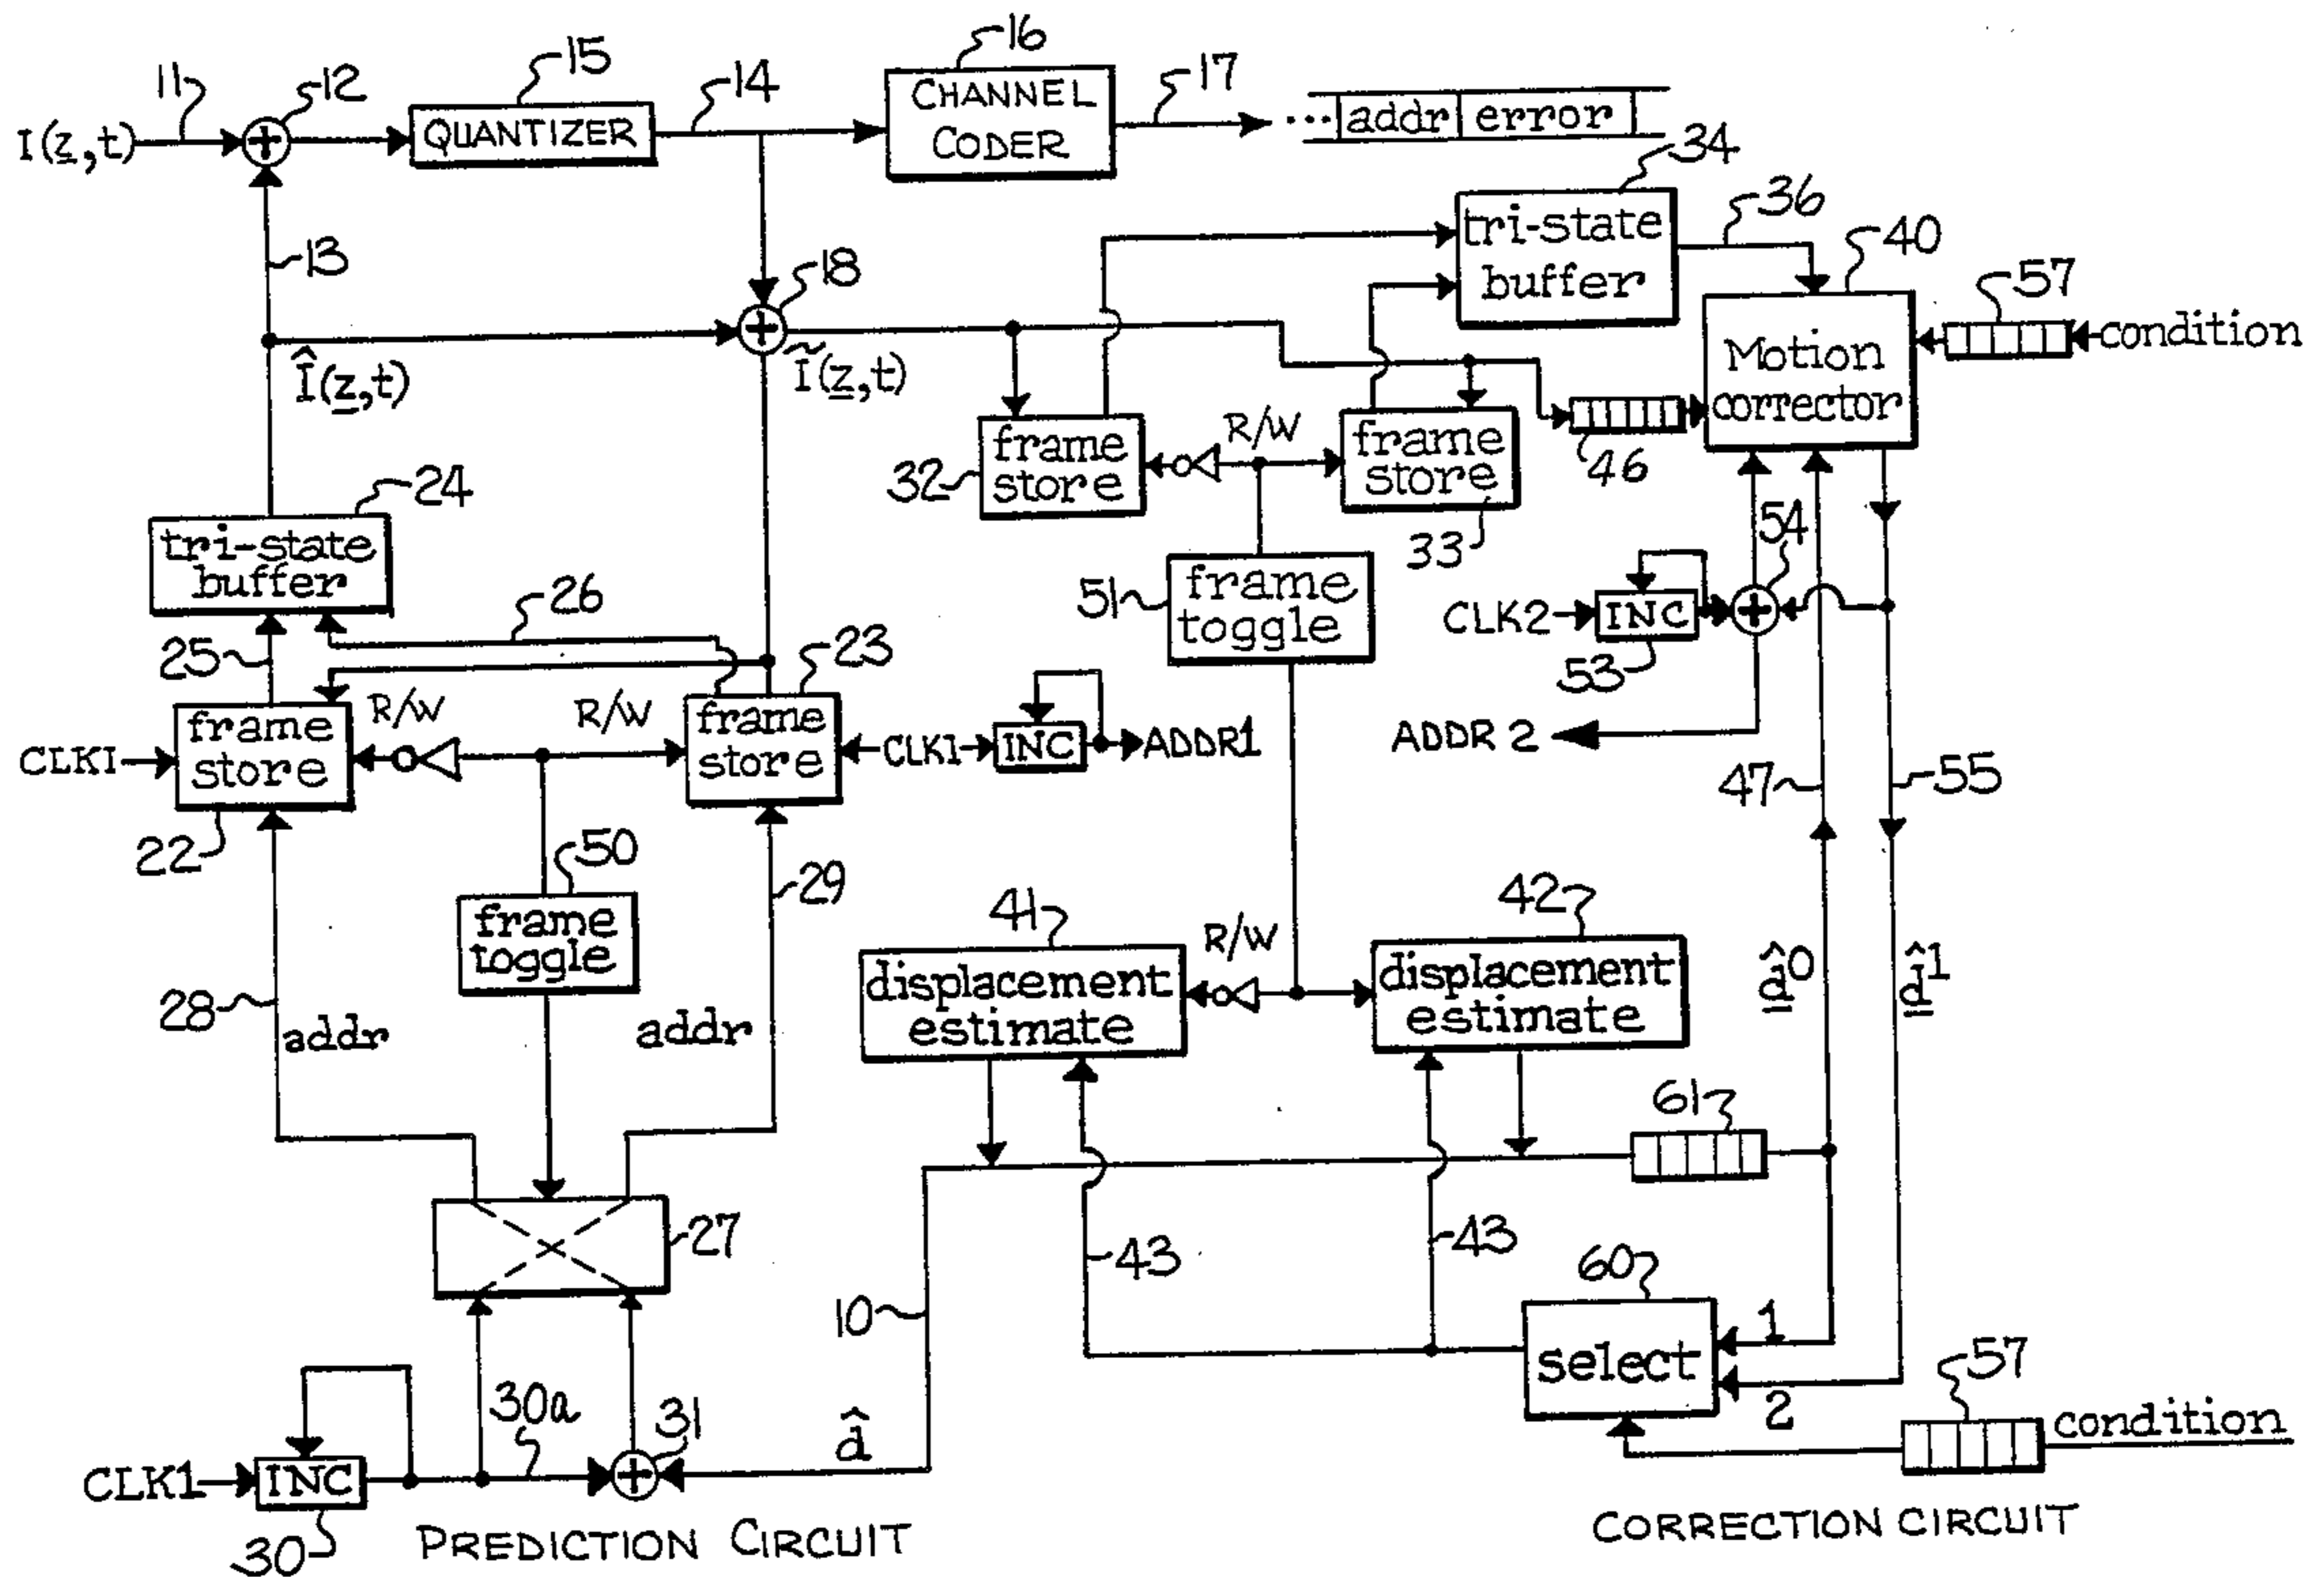 11
12
I(z,t)
15
QUANTIZER
14
16
CHANNEL
CODER
17
... addr error
34
tri-state
buffer
36
40
Motion
corrector
57
condition
13
18
Î(z,t)
Ĩ(z,t)
24
tri-state
buffer
32
frame
store
R/W
frame
store
33
46
26
25
51
frame
toggle
54
CLK2
INC
53
ADDR 2
23
R/W
R/W
CLK1
frame
store
22
frame
store
CLK1
INC
ADDR1
47
55
50
frame
toggle
29
28
addr
addr
41
displacement
estimate
R/W
42
displacement
estimate
d̂0
d̂1
61
27
43
43
10
60
select
1
2
57
condition
30a
31
d̂
CLK1
INC
30
PREDICTION CIRCUIT
CORRECTION CIRCUIT